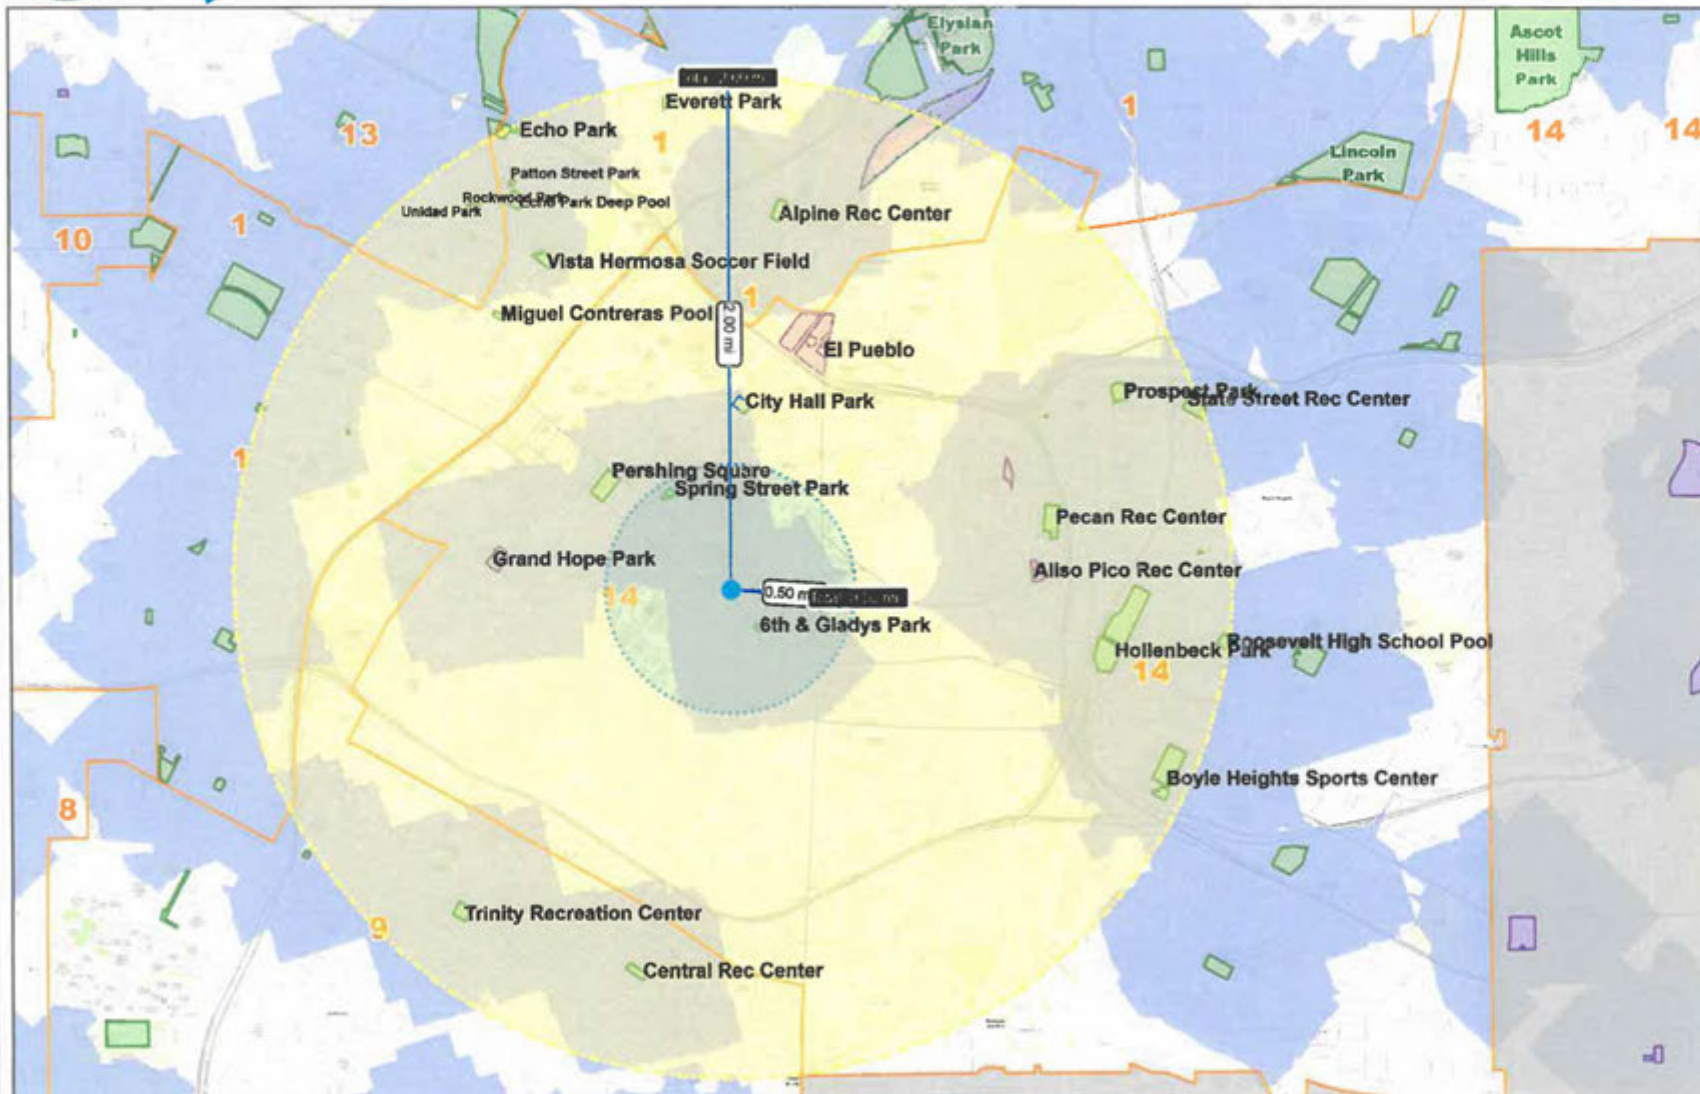 Elysian
Park
Ascot
Hills
Park
Everett Park
1
14
14
13
Echo Park
1
Lincoln
Park
Patton Street Park
Rockwood Park
Echo Park Deep Pool
Unidad Park
Alpine Rec Center
1
10
Vista Hermosa Soccer Field
1
Miguel Contreras Pool
2.00 mi
El Pueblo
Prospect Park
State Street Rec Center
City Hall Park
1
Pershing Square
Spring Street Park
Pecan Rec Center
Grand Hope Park
Aliso Pico Rec Center
14
0.50 m
6th & Gladys Park
Roosevelt High School Pool
Hollenbeck Park
14
Boyle Heights Sports Center
8
Trinity Recreation Center
9
Central Rec Center